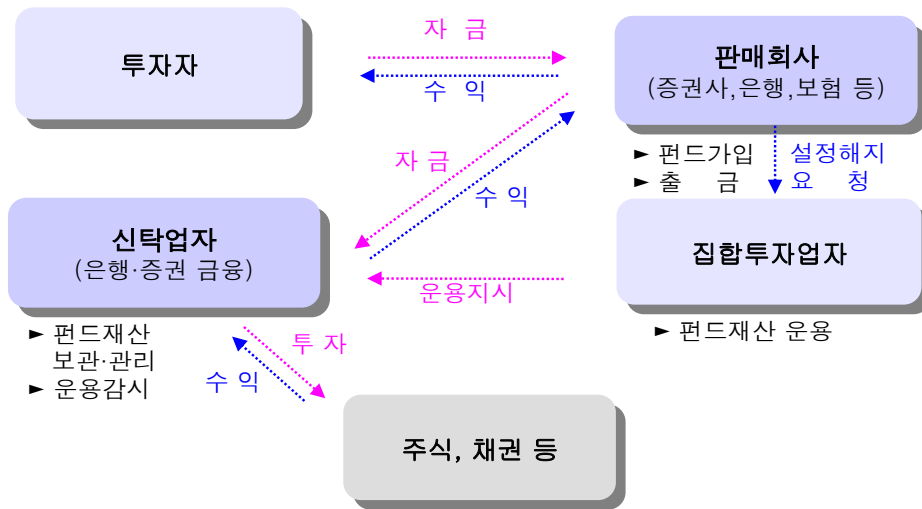 자 금
투자자
판매회사
(증권사,은행,보험 등)
수 익
► 펀드가입
► 출 금
설정해지
요 청
자 금
수 익
신탁업자
(은행·증권 금융)
집합투자업자
운용지시
► 펀드재산
보관·관리
► 운용감시
► 펀드재산 운용
투 자
수 익
주식, 채권 등